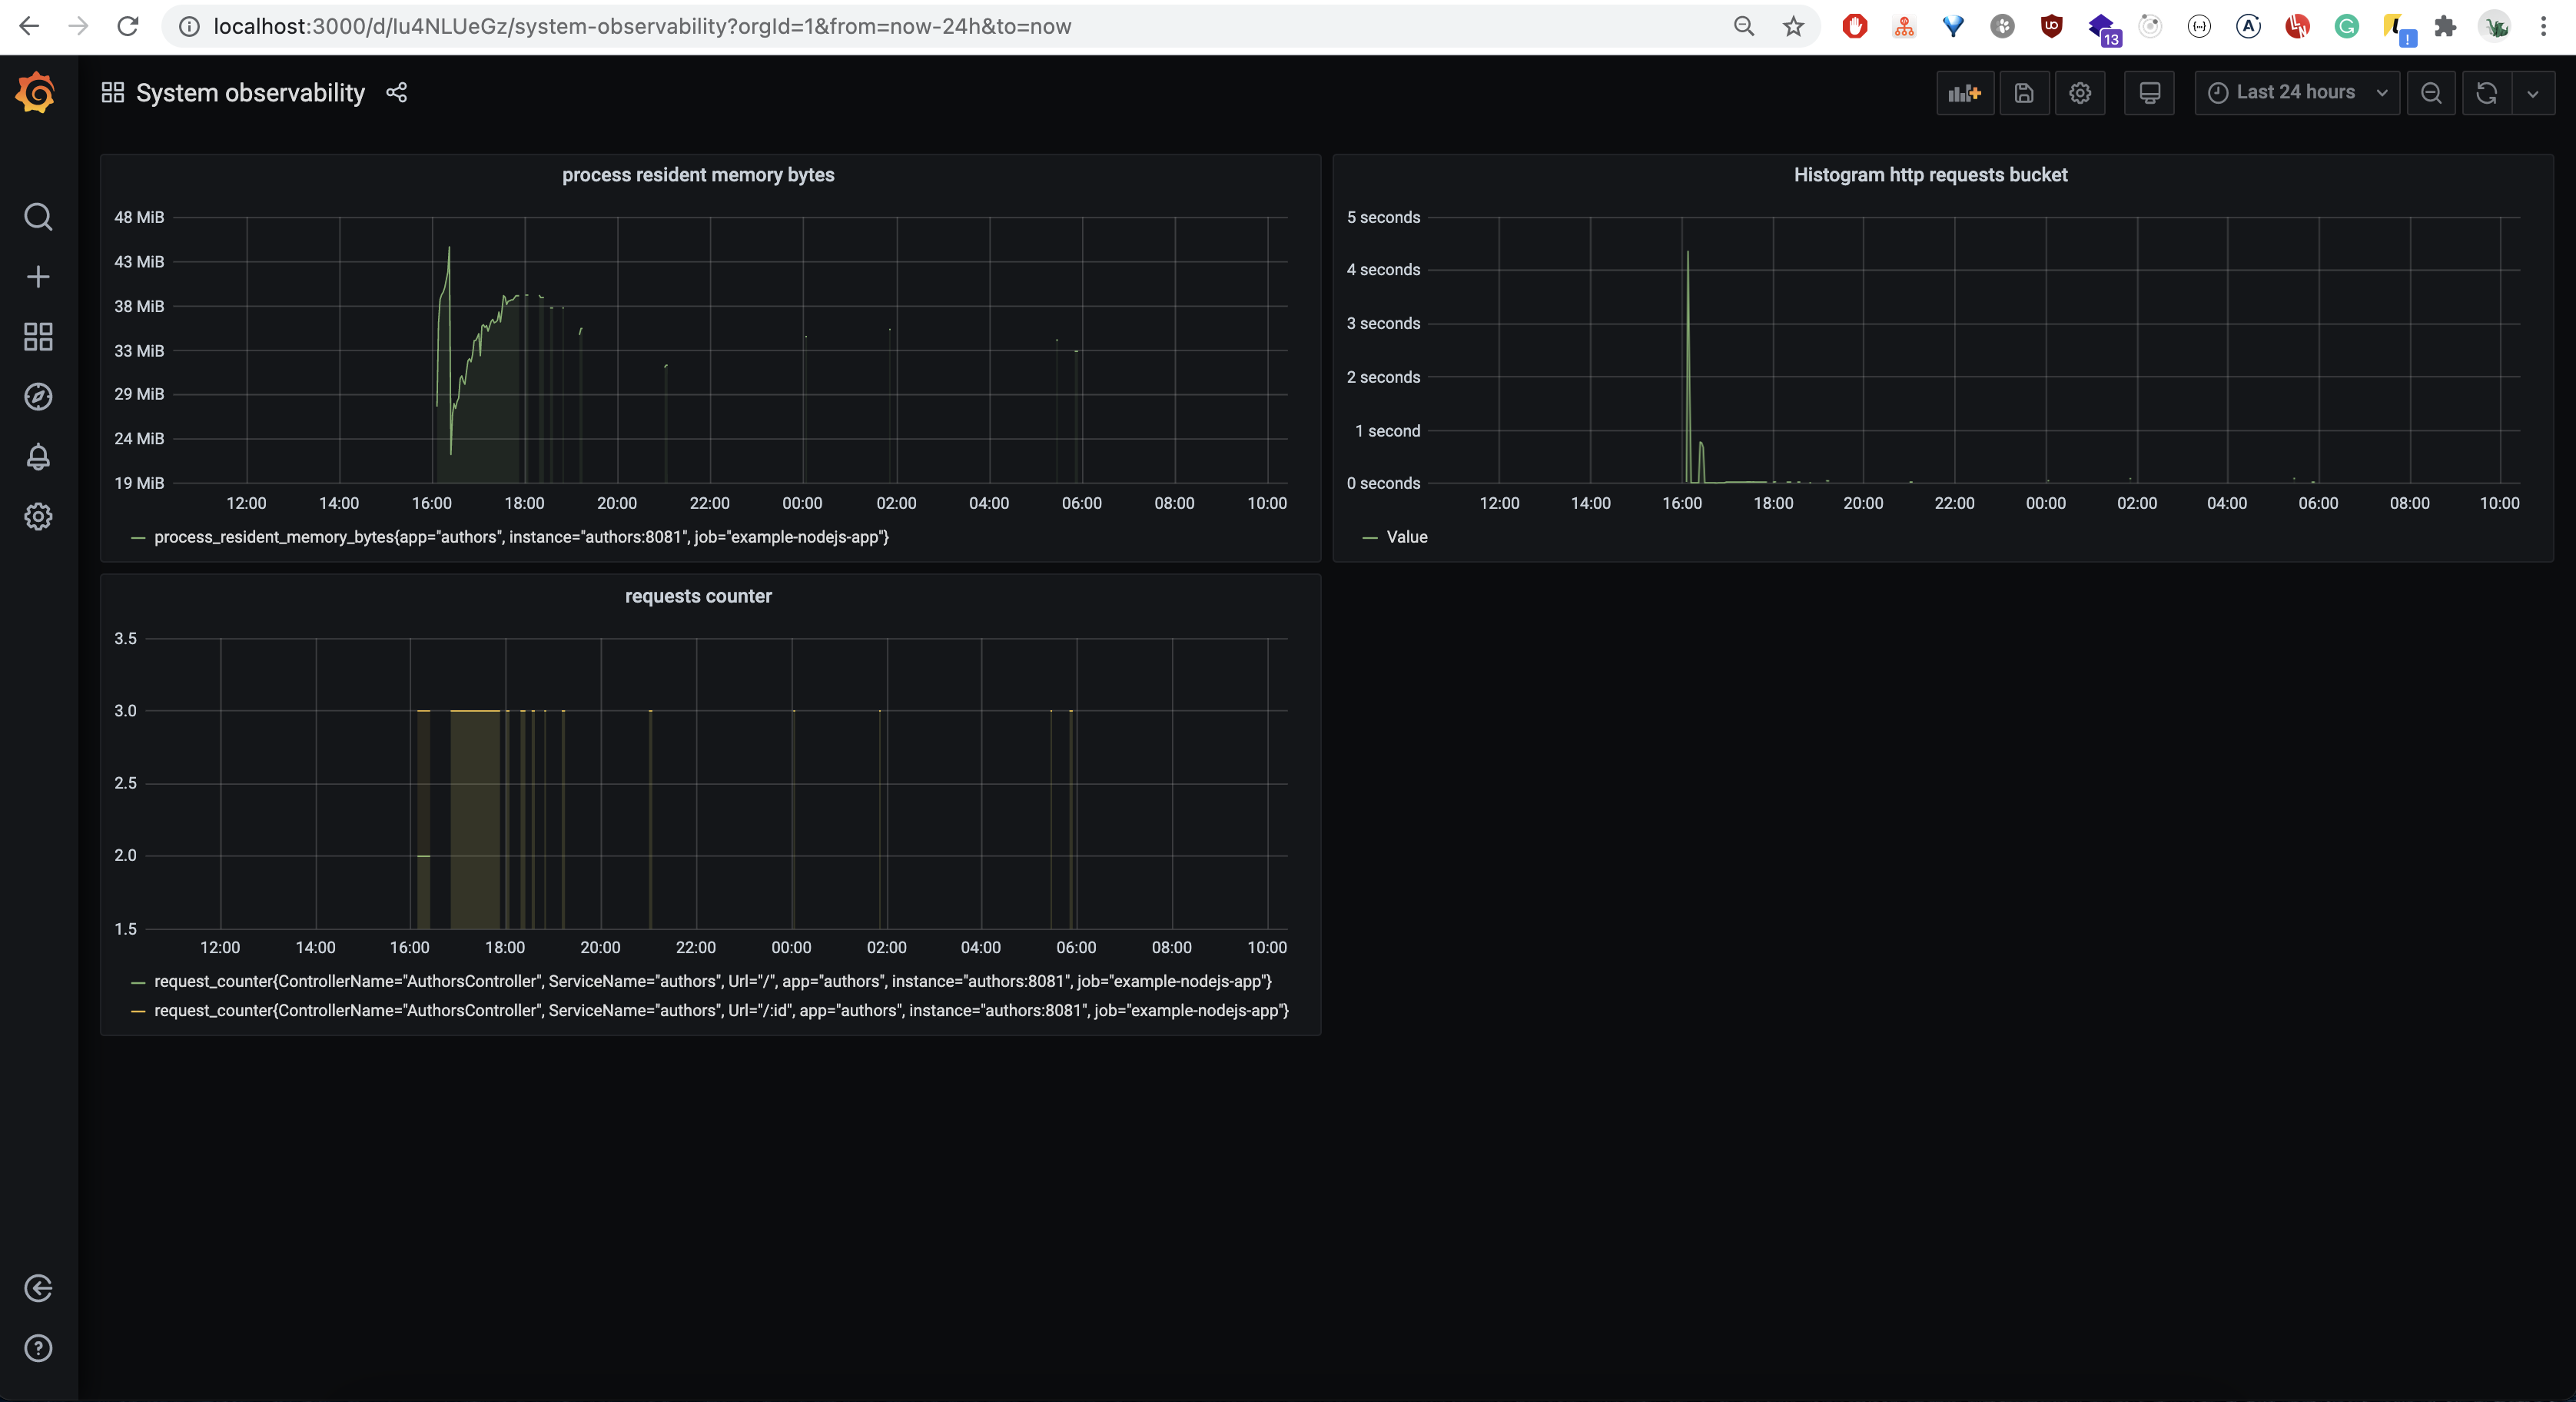 localhost:3000/d/Iu4NLUeGz/system-observability?orgId=1&from=now-24h&to=now
13
System observability
Last 24 hours
process resident memory bytes
48 MiB
43 MiB
38 MiB
33 MiB
29 MiB
24 MiB
19 MiB
12:00 14:00 16:00 18:00 20:00 22:00 00:00 02:00 04:00 06:00 08:00 10:00
process_resident_memory_bytes{app="authors", instance="authors:8081", job="example-nodejs-app"}
Histogram http requests bucket
5 seconds
4 seconds
3 seconds
2 seconds
1 second
0 seconds
12:00 14:00 16:00 18:00 20:00 22:00 00:00 02:00 04:00 06:00 08:00 10:00
Value
requests counter
3.5
3.0
2.5
2.0
1.5
12:00 14:00 16:00 18:00 20:00 22:00 00:00 02:00 04:00 06:00 08:00 10:00
request_counter{ControllerName="AuthorsController", ServiceName="authors", Url="/", app="authors", instance="authors:8081", job="example-nodejs-app"}
request_counter{ControllerName="AuthorsController", ServiceName="authors", Url="/:id", app="authors", instance="authors:8081", job="example-nodejs-app"}